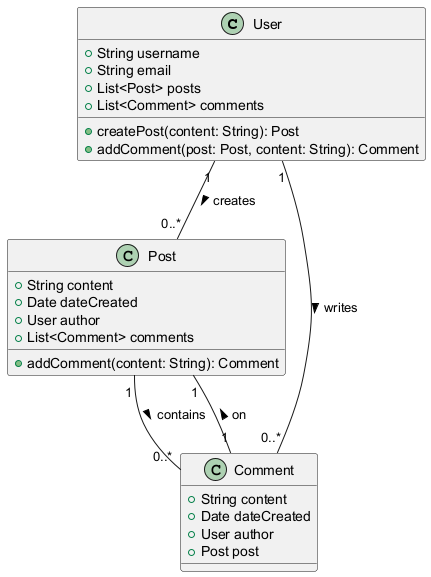 C User
String username
String email
List<Post> posts
List<Comment> comments
createPost(content: String): Post
addComment(post: Post, content: String): Comment
1
1
creates
0..*
C Post
String content
Date dateCreated
User author
List<Comment> comments
addComment(content: String): Comment
writes
1
1
contains
on
0..*
1
0..*
C Comment
String content
Date dateCreated
User author
Post post